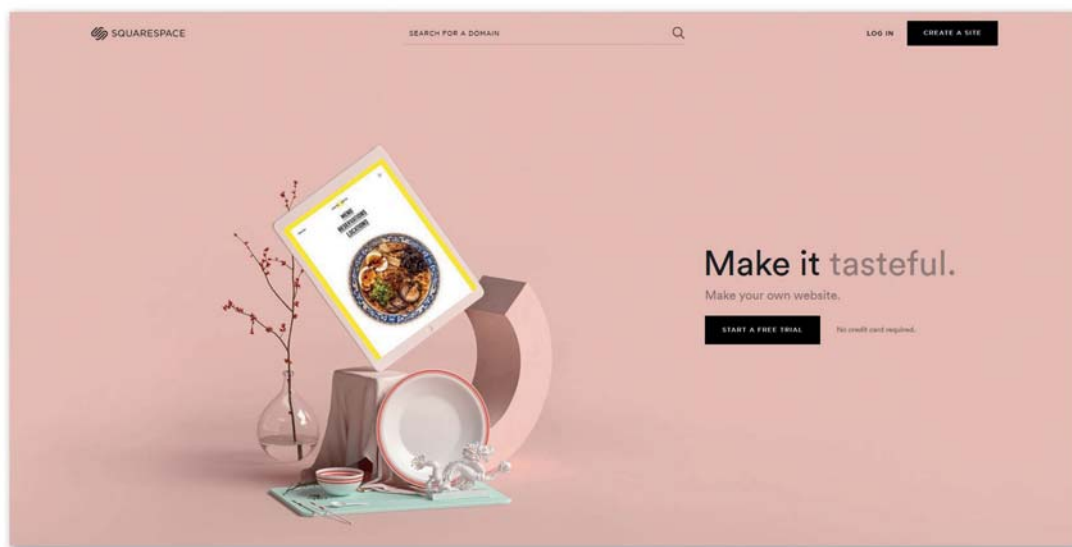 SQUARESPACE
SEARCH FOR A DOMAIN
LOG IN
CREATE A SITE
MENU
RESERVATIONS
LOCATIONS
Make it tasteful.
Make your own website.
START A FREE TRIAL
No credit card required.